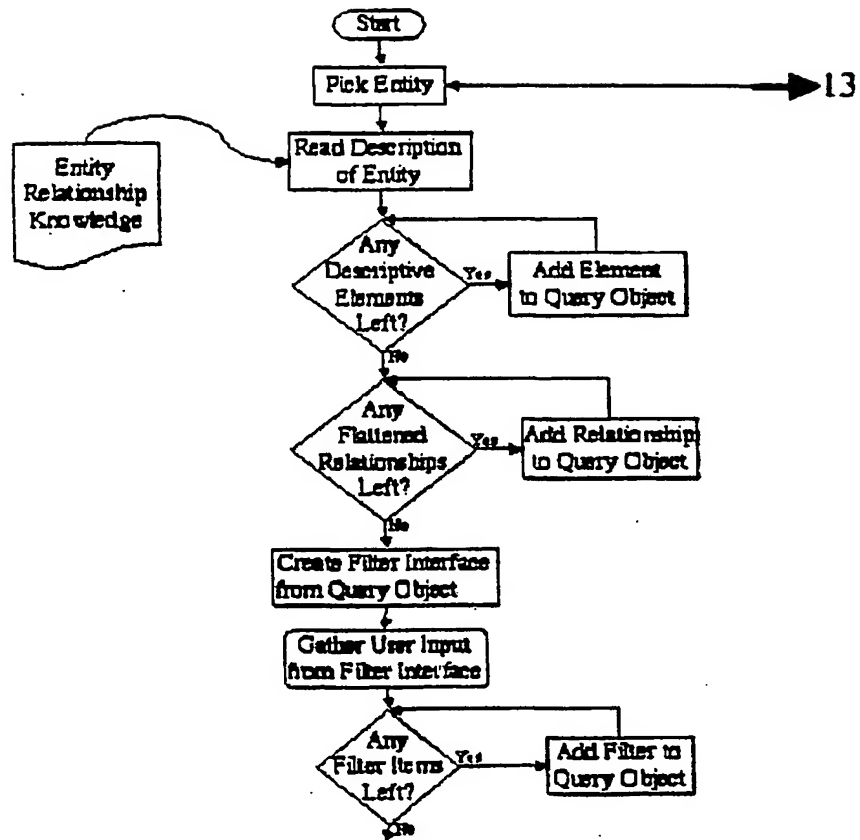 Start
Pick Entity
13
Read Description
of Entity
Entity
Relationship
Knowledge
Any
Descriptive
Elements
Left?
Yes
Add Element
to Query Object
No
Any
Flattened
Relationships
Left?
Yes
Add Relationship
to Query Object
No
Create Filter Interface
from Query Object
Gather User Input
from Filter Interface
Any
Filter Items
Left?
Yes
Add Filter to
Query Object
No